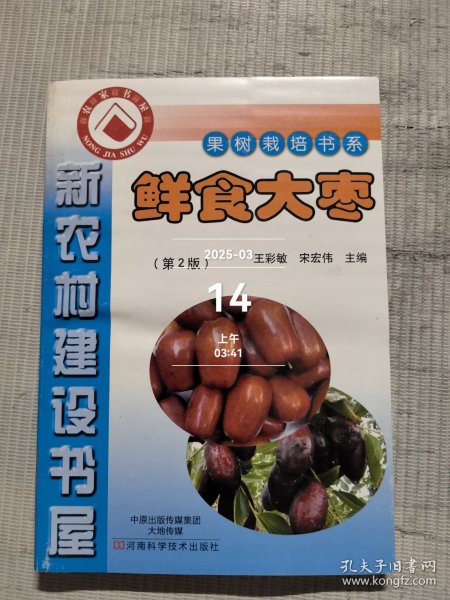 农家书屋
NONG JIA SHU WU
果树栽培书系
鲜食大枣
(第2版)
王彩敏 宋宏伟 主编
2025-03
14
上午
03:41
新农村建设书屋
中原出版传媒集团
大地传媒
河南科学技术出版社
孔夫子旧书网
www.kongfz.com